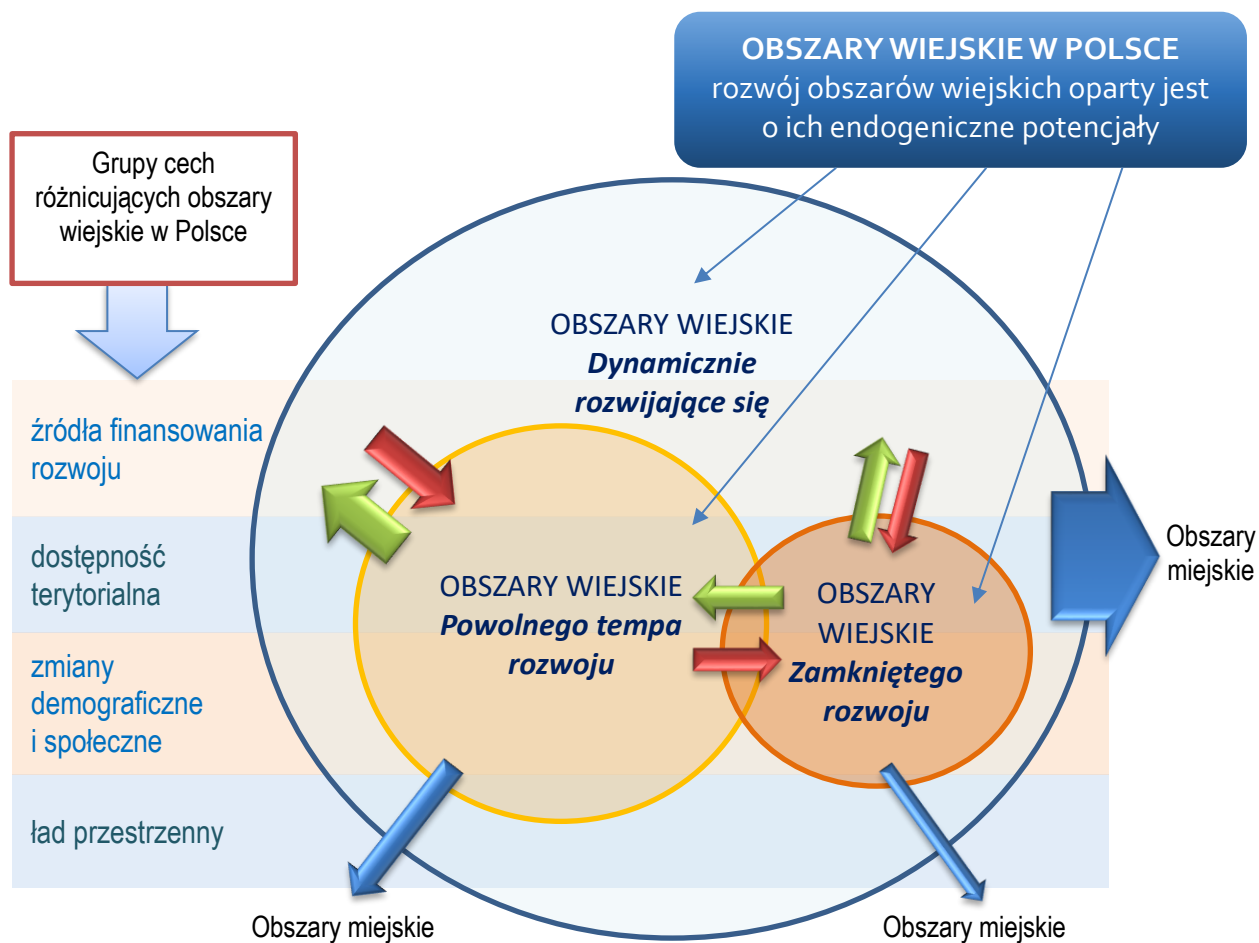 OBSZARY WIEJSKIE W POLSCE
rozwój obszarów wiejskich oparty jest
o ich endogeniczne potencjały
Grupy cech
różnicujących obszary
wiejskie w Polsce
OBSZARY WIEJSKIE
Dynamicznie
rozwijające się
źródła finansowania
rozwoju
dostępność
terytorialna
zmiany
demograficzne
i społeczne
ład przestrzenny
OBSZARY WIEJSKIE
Powolnego tempa
rozwoju
OBSZARY
WIEJSKIE
Zamkniętego
rozwoju
Obszary
miejskie
Obszary miejskie
Obszary miejskie